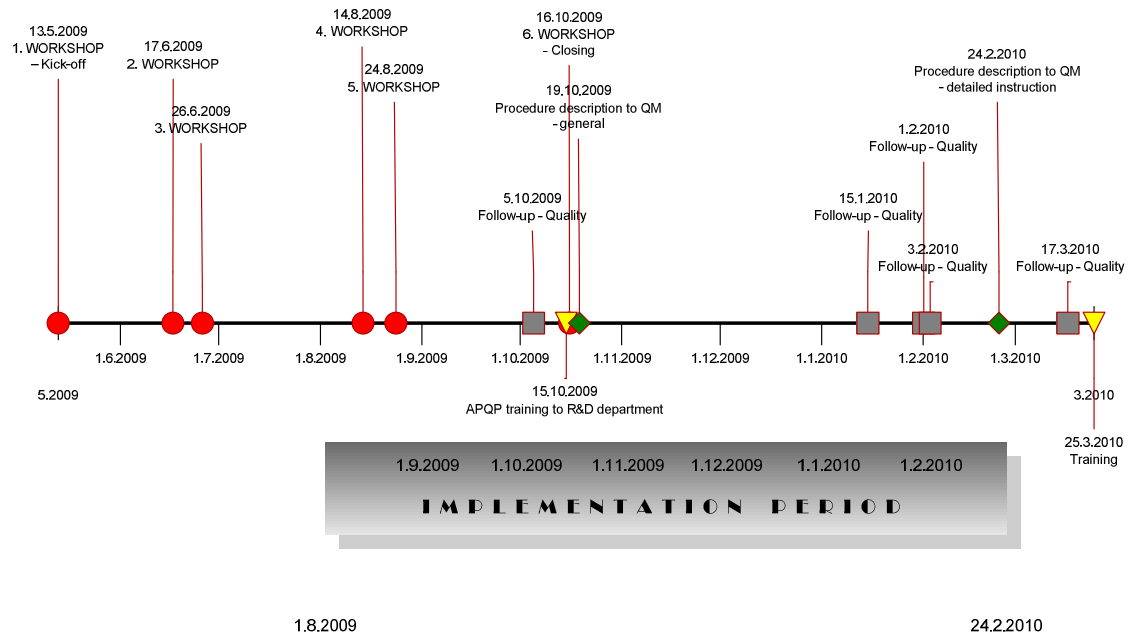 13.5.2009
1. WORKSHOP
– Kick-off
17.6.2009
2. WORKSHOP
26.6.2009
3. WORKSHOP
14.8.2009
4. WORKSHOP
24.8.2009
5. WORKSHOP
5.10.2009
Follow-up - Quality
16.10.2009
6. WORKSHOP
- Closing
19.10.2009
Procedure description to QM
- general
15.1.2010
Follow-up - Quality
1.2.2010
Follow-up - Quality
3.2.2010
Follow-up - Quality
24.2.2010
Procedure description to QM
- detailed instruction
17.3.2010
Follow-up - Quality
1.6.2009 1.7.2009 1.8.2009 1.9.2009 1.10.2009 1.11.2009 1.12.2009 1.1.2010 1.2.2010 1.3.2010
5.2009 3.2010
15.10.2009
APQP training to R&D department
25.3.2010
Training
1.9.2009 1.10.2009 1.11.2009 1.12.2009 1.1.2010 1.2.2010
IMPLEMENTATION PERIOD
1.8.2009 24.2.2010